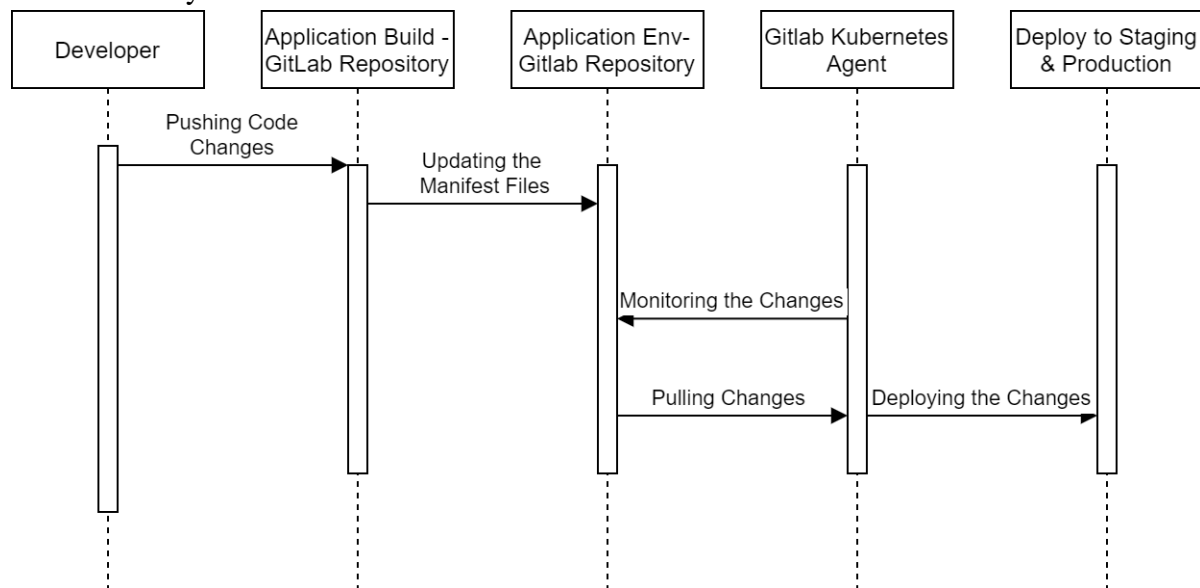 Developer
Application Build -
GitLab Repository
Application Env-
Gitlab Repository
Gitlab Kubernetes
Agent
Deploy to Staging
& Production
Pushing Code
Changes
Updating the
Manifest Files
Monitoring the Changes
Pulling Changes
Deploying the Changes